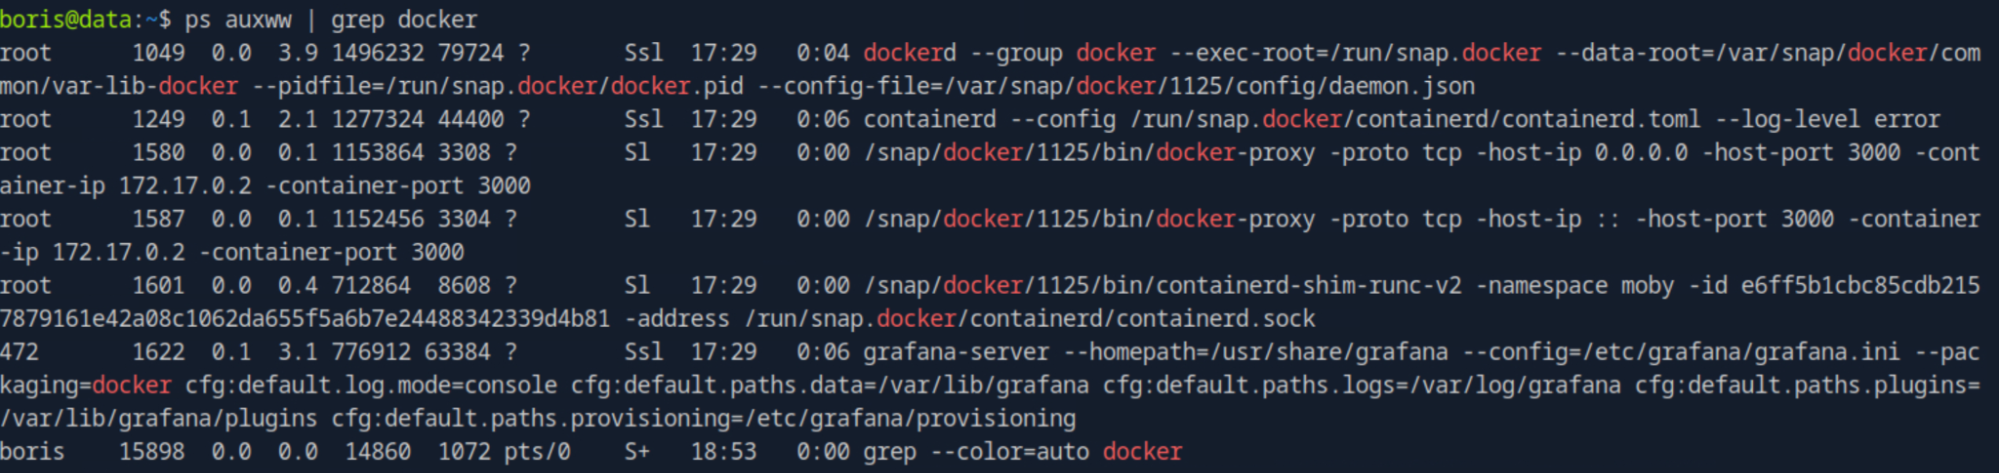 boris@data:~$ ps auxww | grep docker
root      1049  0.0  3.9 1496232 79724 ?       Ssl  17:29   0:04 dockerd --group docker --exec-root=/run/snap.docker --data-root=/var/snap/docker/com
mon/var-lib-docker --pidfile=/run/snap.docker/docker.pid --config-file=/var/snap/docker/1125/config/daemon.json
root      1249  0.1  2.1 1277324 44400 ?       Ssl  17:29   0:06 containerd --config /run/snap.docker/containerd/containerd.toml --log-level error
root      1580  0.0  0.1 1153864 3308 ?        Sl   17:29   0:00 /snap/docker/1125/bin/docker-proxy -proto tcp -host-ip 0.0.0.0 -host-port 3000 -cont
ainer-ip 172.17.0.2 -container-port 3000
root      1587  0.0  0.1 1152456 3304 ?        Sl   17:29   0:00 /snap/docker/1125/bin/docker-proxy -proto tcp -host-ip :: -host-port 3000 -container
-ip 172.17.0.2 -container-port 3000
root      1601  0.0  0.4 712864  8608 ?        Sl   17:29   0:00 /snap/docker/1125/bin/containerd-shim-runc-v2 -namespace moby -id e6ff5b1cbc85cdb215
7879161e42a08c1062da655f5a6b7e24488342339d4b81 -address /run/snap.docker/containerd/containerd.sock
472       1622  0.1  3.1 776912 63384 ?        Ssl  17:29   0:06 grafana-server --homepath=/usr/share/grafana --config=/etc/grafana/grafana.ini --pac
kaging=docker cfg:default.log.mode=console cfg:default.paths.data=/var/lib/grafana cfg:default.paths.logs=/var/log/grafana cfg:default.paths.plugins=
/var/lib/grafana/plugins cfg:default.paths.provisioning=/etc/grafana/provisioning
boris    15898  0.0  0.0  14860  1072 pts/0    S+   18:53   0:00 grep --color=auto docker